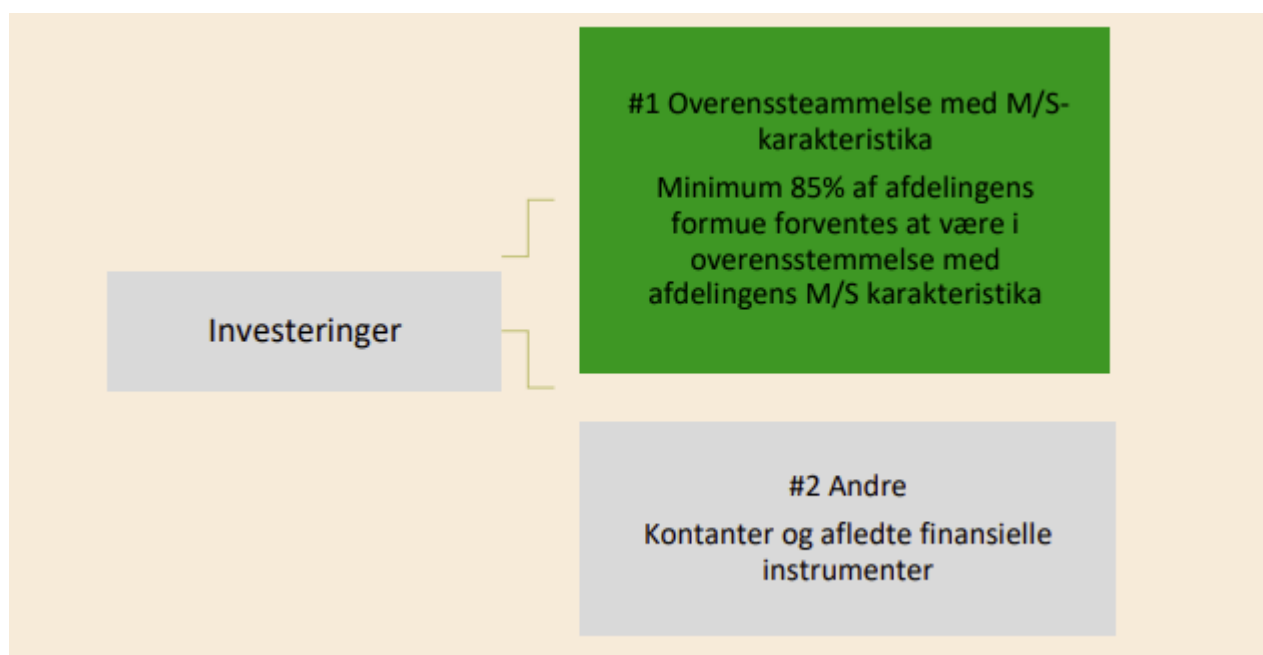 #1 Overenssteammelse med M/S-
karakteristika
Minimum 85% af afdelingens
formue forventes at være i
overensstemmelse med
afdelingens M/S karakteristika
Investeringer
#2 Andre
Kontanter og afledte finansielle
instrumenter